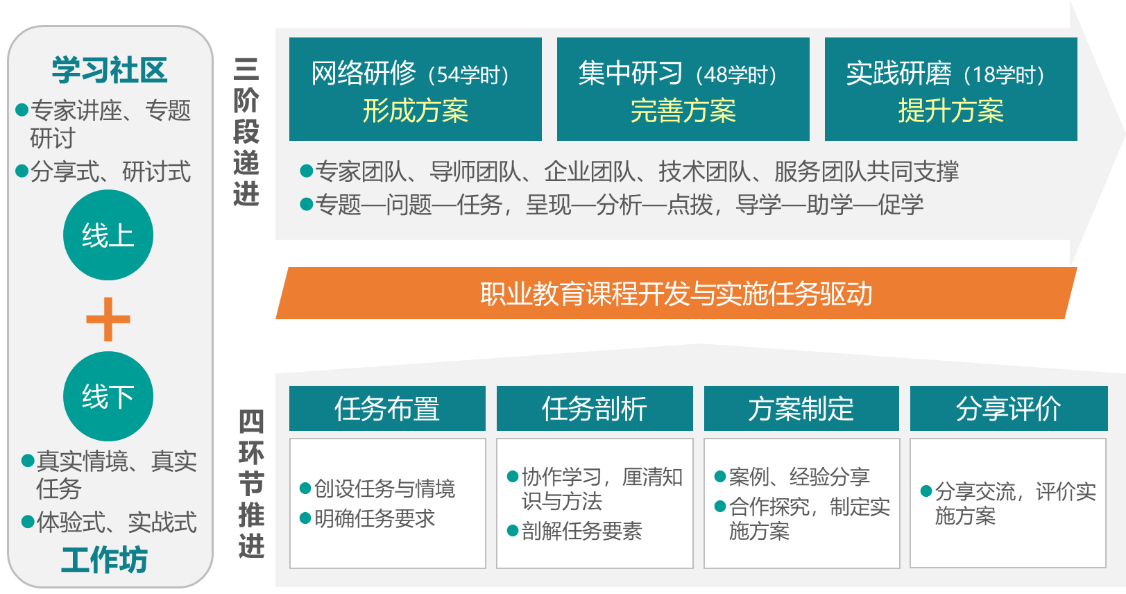 学习社区
●专家讲座、专题
研讨
●分享式、研讨式
线上
+
线下
●真实情境、真实
任务
●体验式、实战式
工作坊
三阶段递进
网络研修（54学时）
形成方案
集中研习（48学时）
完善方案
实践研磨（18学时）
提升方案
●专家团队、导师团队、企业团队、技术团队、服务团队共同支撑
●专题—问题—任务，呈现—分析—点拨，导学—助学—促学
职业教育课程开发与实施任务驱动
四环节推进
任务布置
●创设任务与情境
●明确任务要求
任务剖析
●协作学习，厘清知
识与方法
●剖解任务要素
方案制定
●案例、经验分享
●合作探究，制定实
施方案
分享评价
●分享交流，评价实
施方案